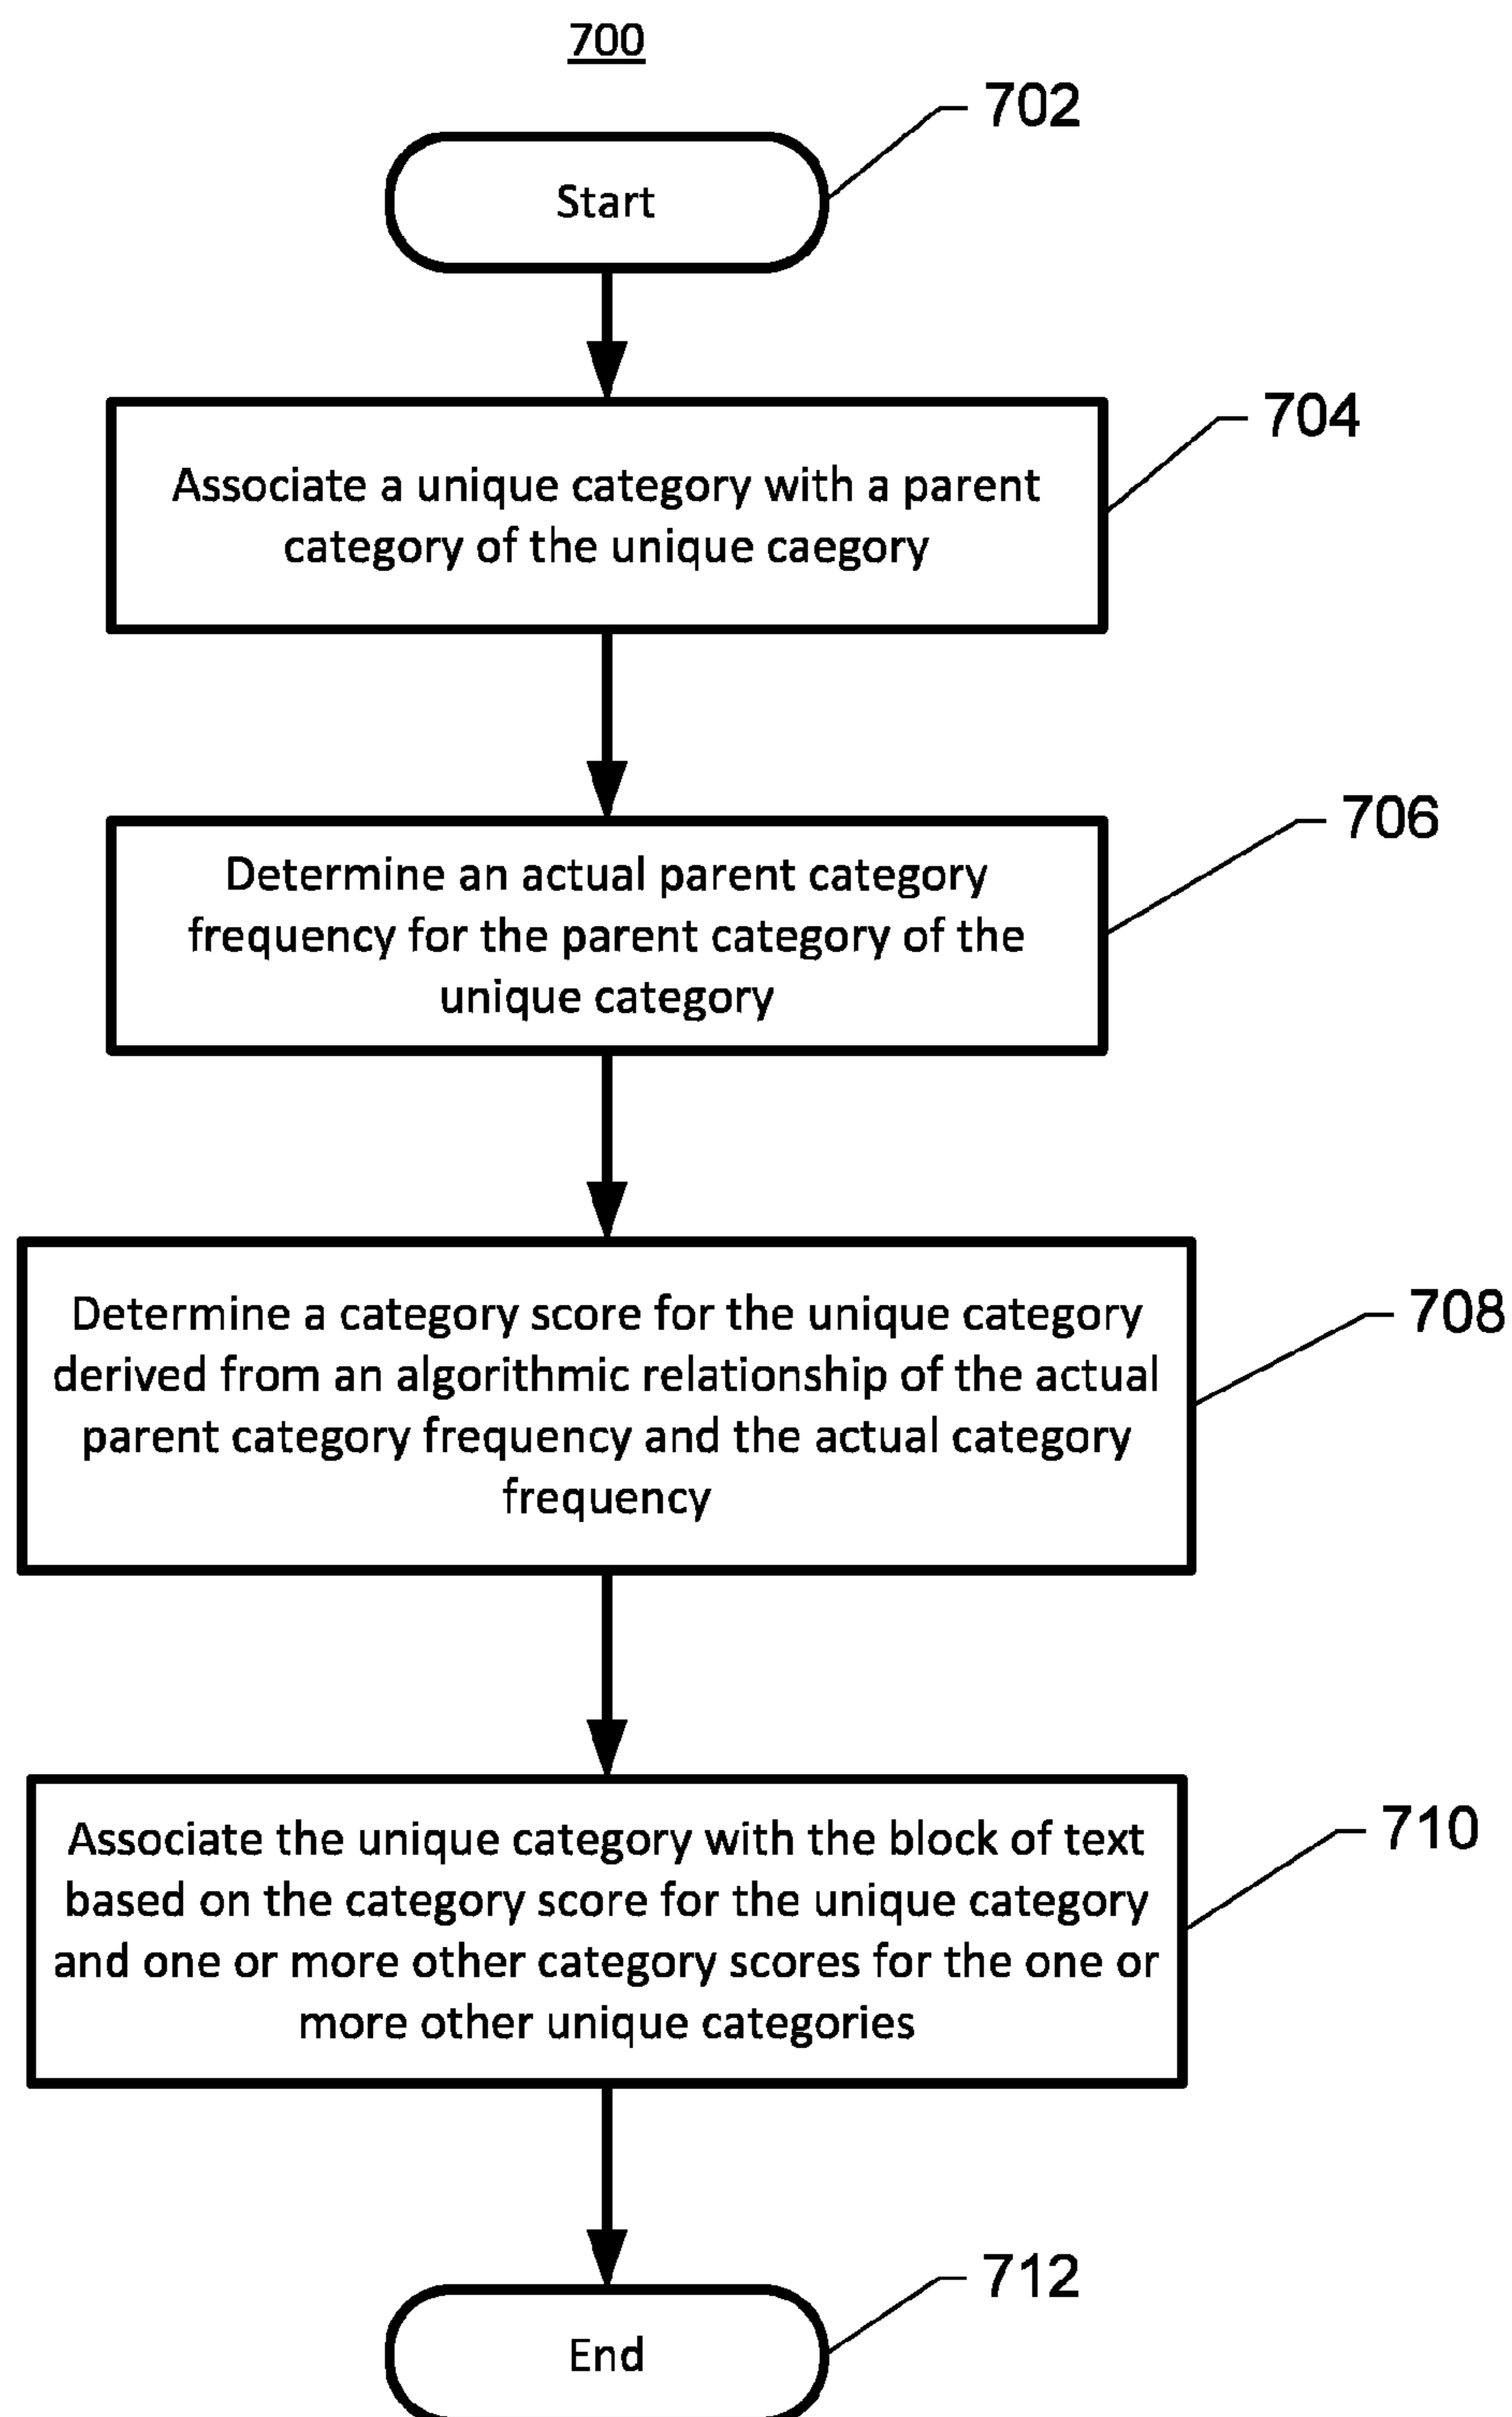 700
702
Start
704
Associate a unique category with a parent
category of the unique caegory
706
Determine an actual parent category
frequency for the parent category of the
unique category
708
Determine a category score for the unique category
derived from an algorithmic relationship of the actual
parent category frequency and the actual category
frequency
710
Associate the unique category with the block of text
based on the category score for the unique category
and one or more other category scores for the one or
more other unique categories
712
End